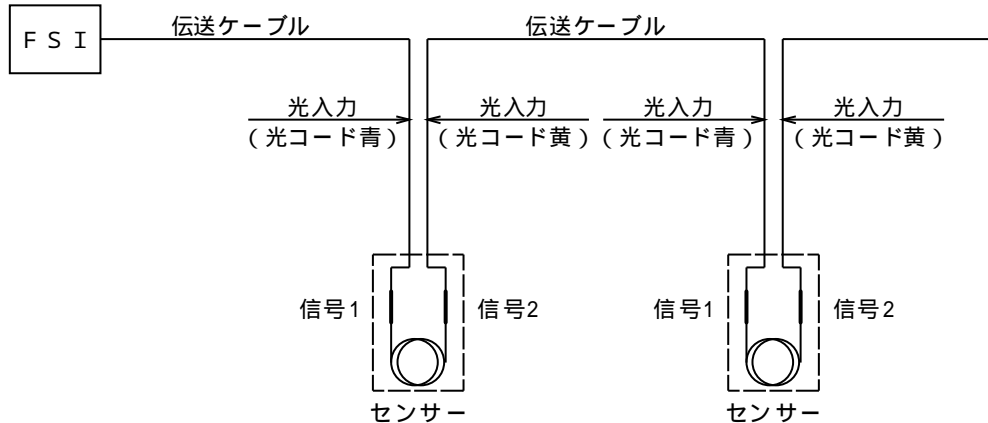 FSI
伝送ケーブル
伝送ケーブル
光入力
(光コード青)
光入力
(光コード黄)
光入力
(光コード青)
光入力
(光コード黄)
信号1
信号2
信号1
信号2
センサー
センサー